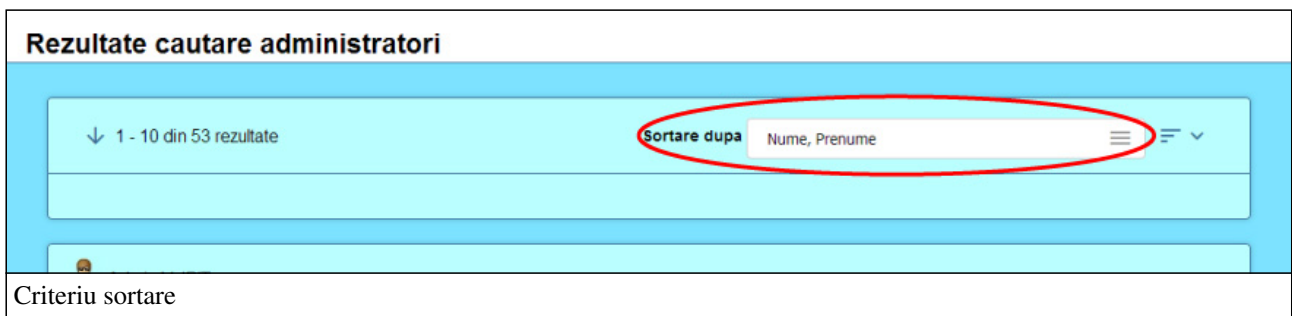 Rezultate cautare administratori
1 - 10 din 53 rezultate
Sortare dupa Nume, Prenume
Criteriu sortare